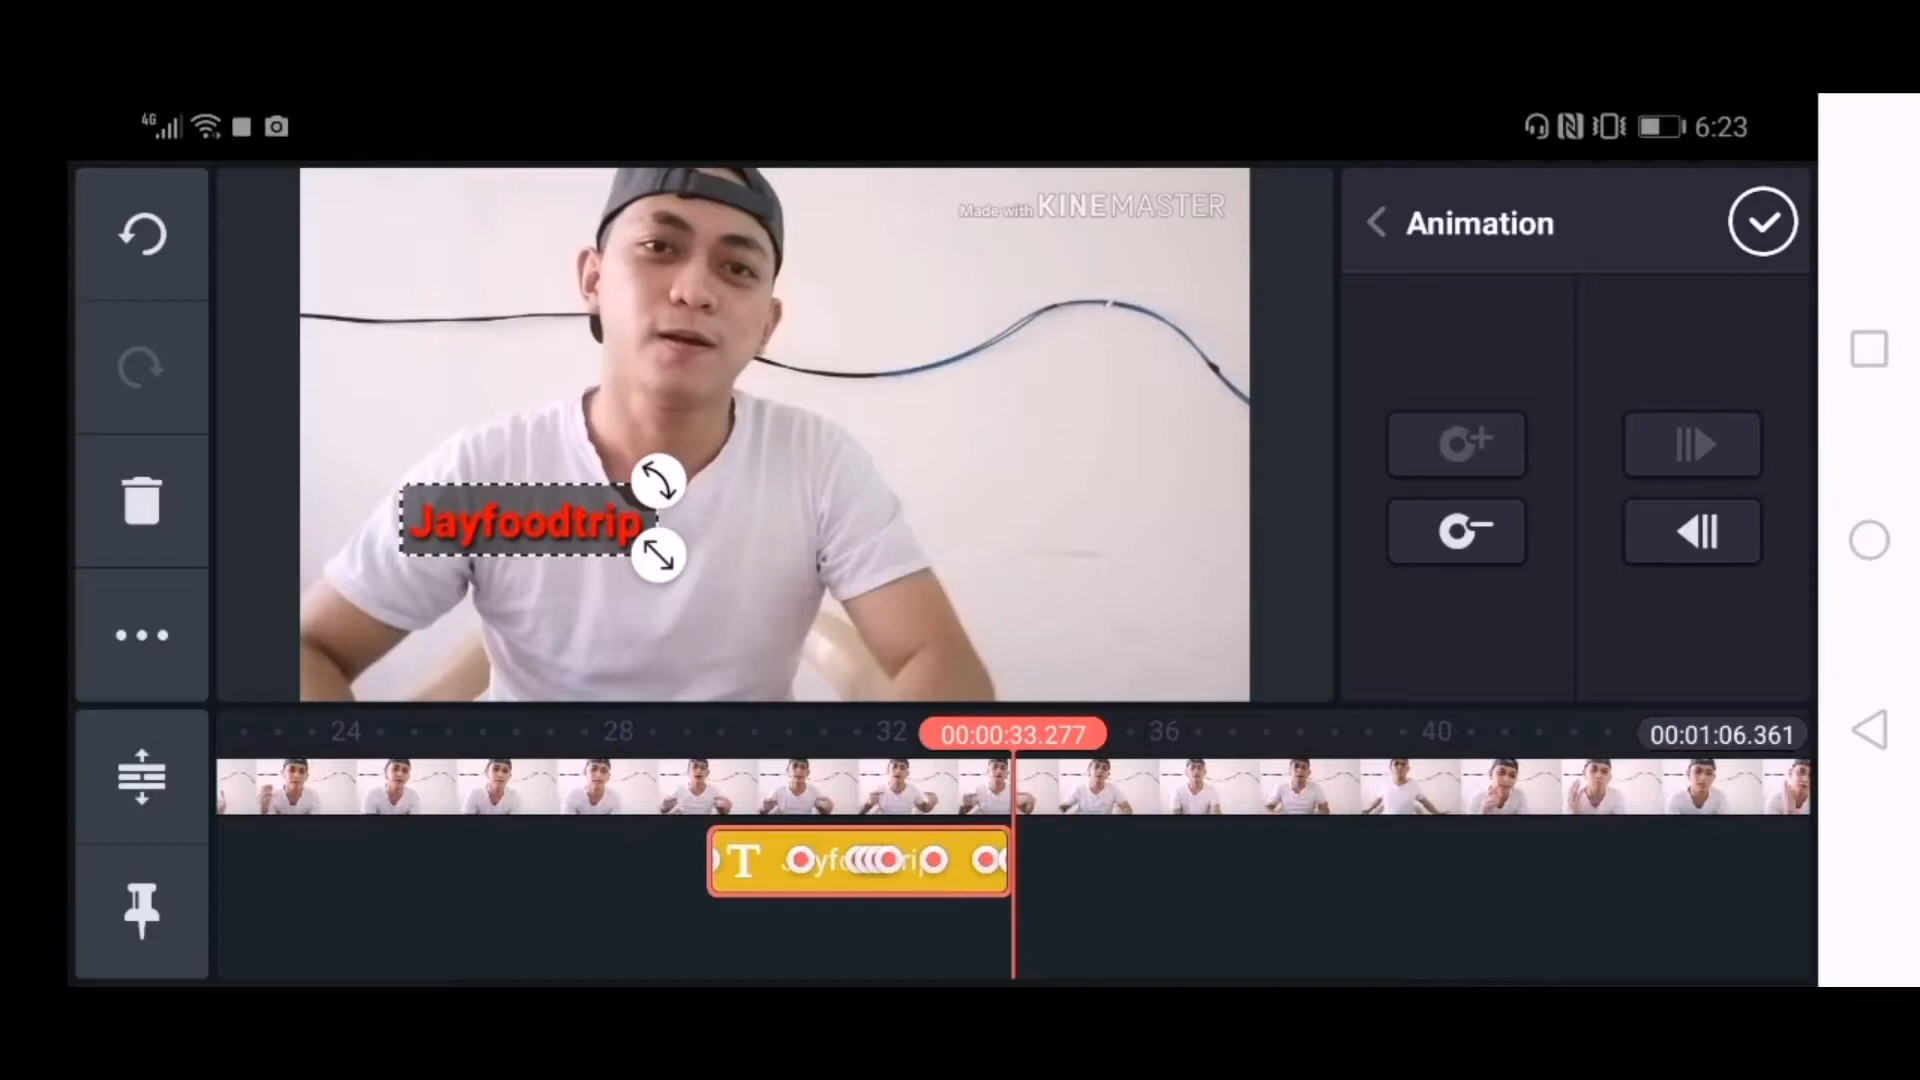 4G
6:23
Made with KINEMASTER
Animation
Jayfoodtrip
24
28
32
00:00:33.277
36
40
00:01:06.361
T